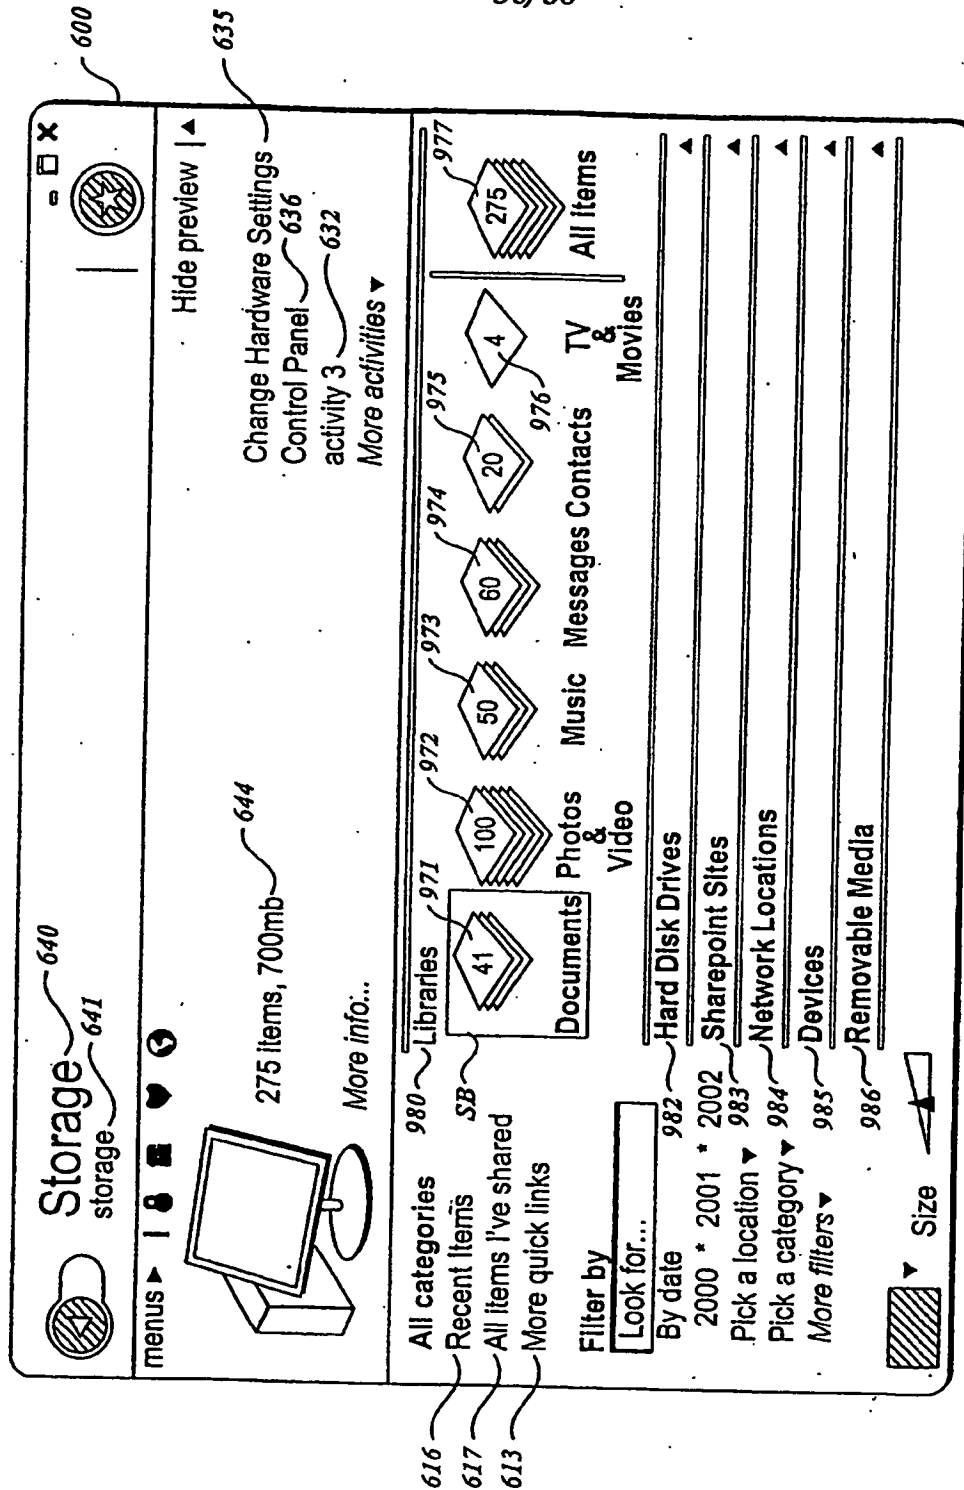 600
Storage 640
storage 641
menus
Hide preview
275 items, 700mb 644
More info...
Change Hardware Settings 635
Control Panel 636
activity 3 632
More activities
All categories
616 Recent Items
617 All items I've shared
613 More quick links
980 Libraries
SB
971 972 973 974 975 976 977
41 100 50 60 20 4 275
Documents
Photos & Video
Music
Messages
Contacts
TV & Movies
All Items
Filter by
Look for...
By date
2000 * 2001 * 2002
Pick a location
Pick a category
More filters
982 Hard Disk Drives
983 Sharepoint Sites
984 Network Locations
985 Devices
986 Removable Media
Size